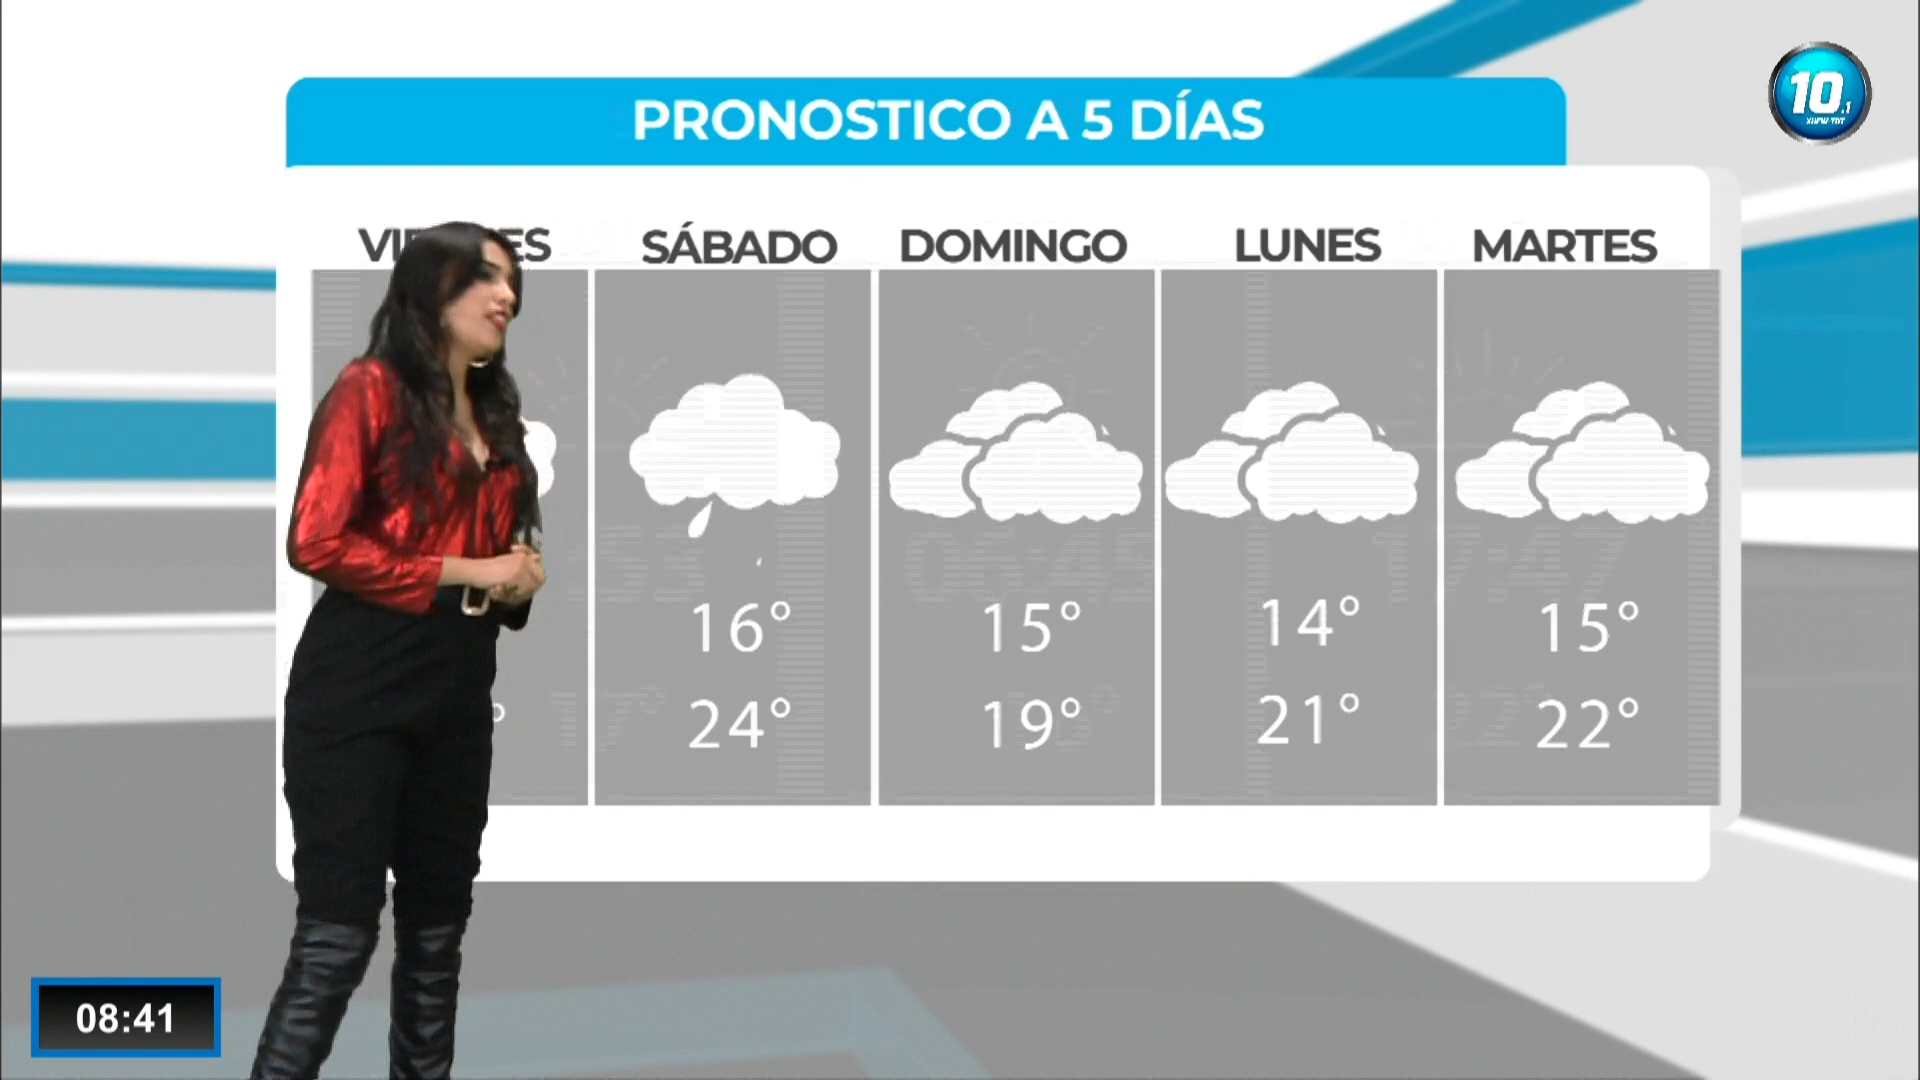 PRONOSTICO A 5 DÍAS
10.1
SÁBADO DOMINGO LUNES MARTES
16° 15° 14° 15°
24° 19° 21° 22°
08:41